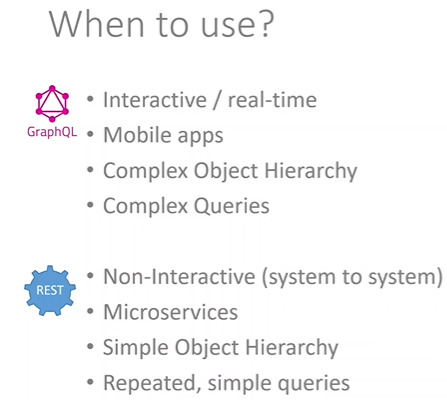 When to use?
GraphQL
• Interactive / real-time
• Mobile apps
• Complex Object Hierarchy
• Complex Queries
REST
• Non-Interactive (system to system)
• Microservices
• Simple Object Hierarchy
• Repeated, simple queries